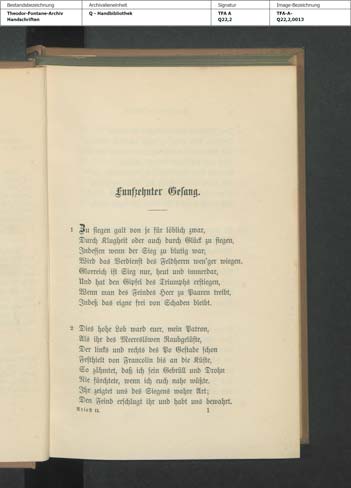 Bestandsbezeichnung
Archivalieneinheit
Signatur
Image-Bezeichnung
Theodor-Fontane-Archiv
Handschriften
Q - Handbibliothek
TFA A
Q22,2
TFA-A-
Q22,2,0013
Funfzehnter Gesang.
1 Zu siegen galt von je für löblich zwar,
Durch Klugheit oder auch durch Glück zu siegen,
Indessen wenn der Sieg zu blutig war;
Wird das Verdienst des Feldherrn wen'ger wiegen.
Glorreich ist Sieg nur, heut und immerdar,
Und hat den Gipfel des Triumphs erstiegen,
Wenn man des Feindes Heer zu Paaren treibt,
Indeß das eigne frei von Schaden bleibt.
2 Dies hohe Lob ward euer, mein Patron,
Als ihr des Meereslöwen Raubgelüste,
Der links und rechts des Po Gestade schon
Festhielt von Francolin bis an die Küste,
So zähmtet, daß ich sein Gebrüll und Drohn
Nie fürchtete, wenn ich euch nahe wüßte.
Ihr zeigtet uns des Siegens wahre Art;
Den Feind erschlugt ihr und habt uns bewahrt.
Ariost II. 1